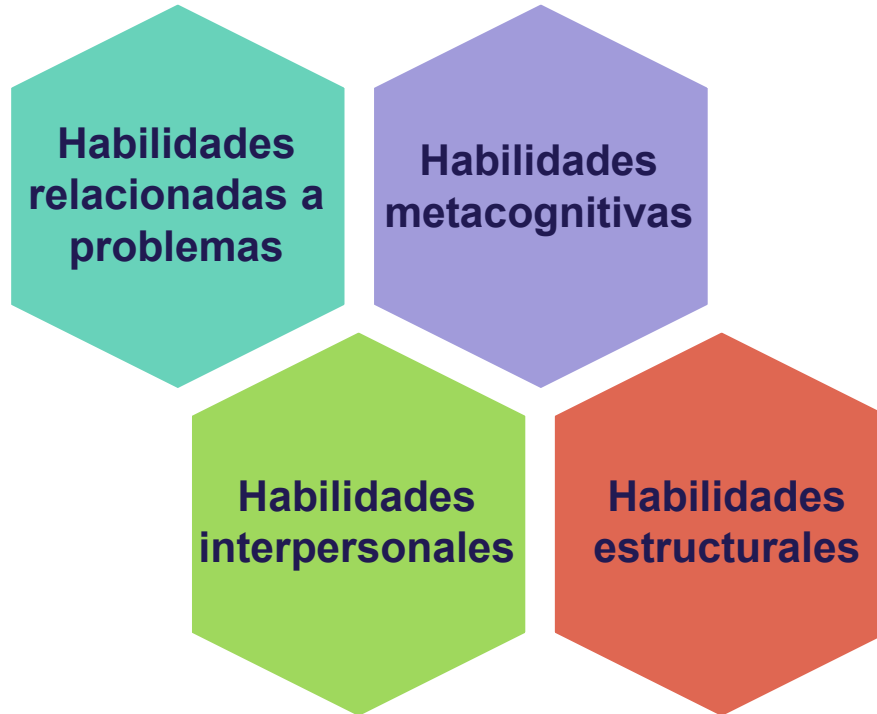 Habilidades
relacionadas a
problemas
Habilidades
metacognitivas
Habilidades
interpersonales
Habilidades
estructurales